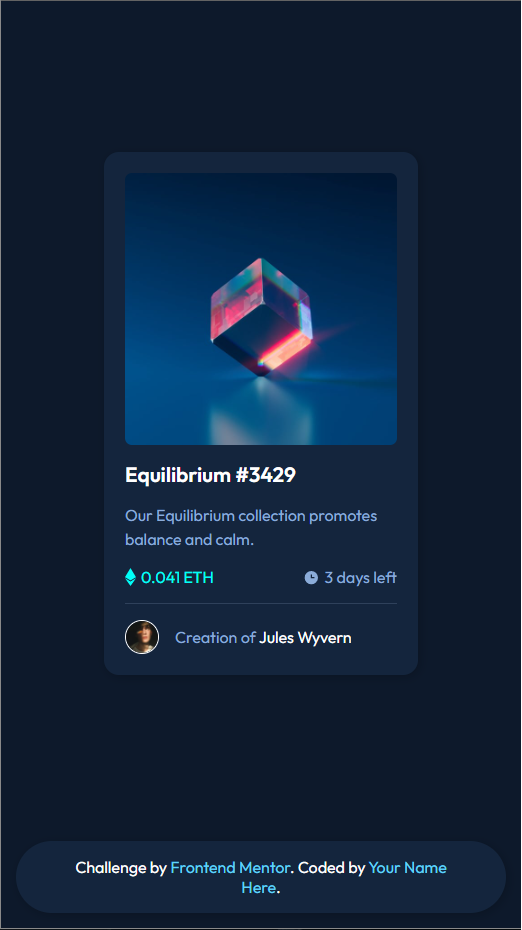 Equilibrium #3429
Our Equilibrium collection promotes
balance and calm.
0.041 ETH
3 days left
Creation of Jules Wyvern
Challenge by Frontend Mentor. Coded by Your Name
Here.